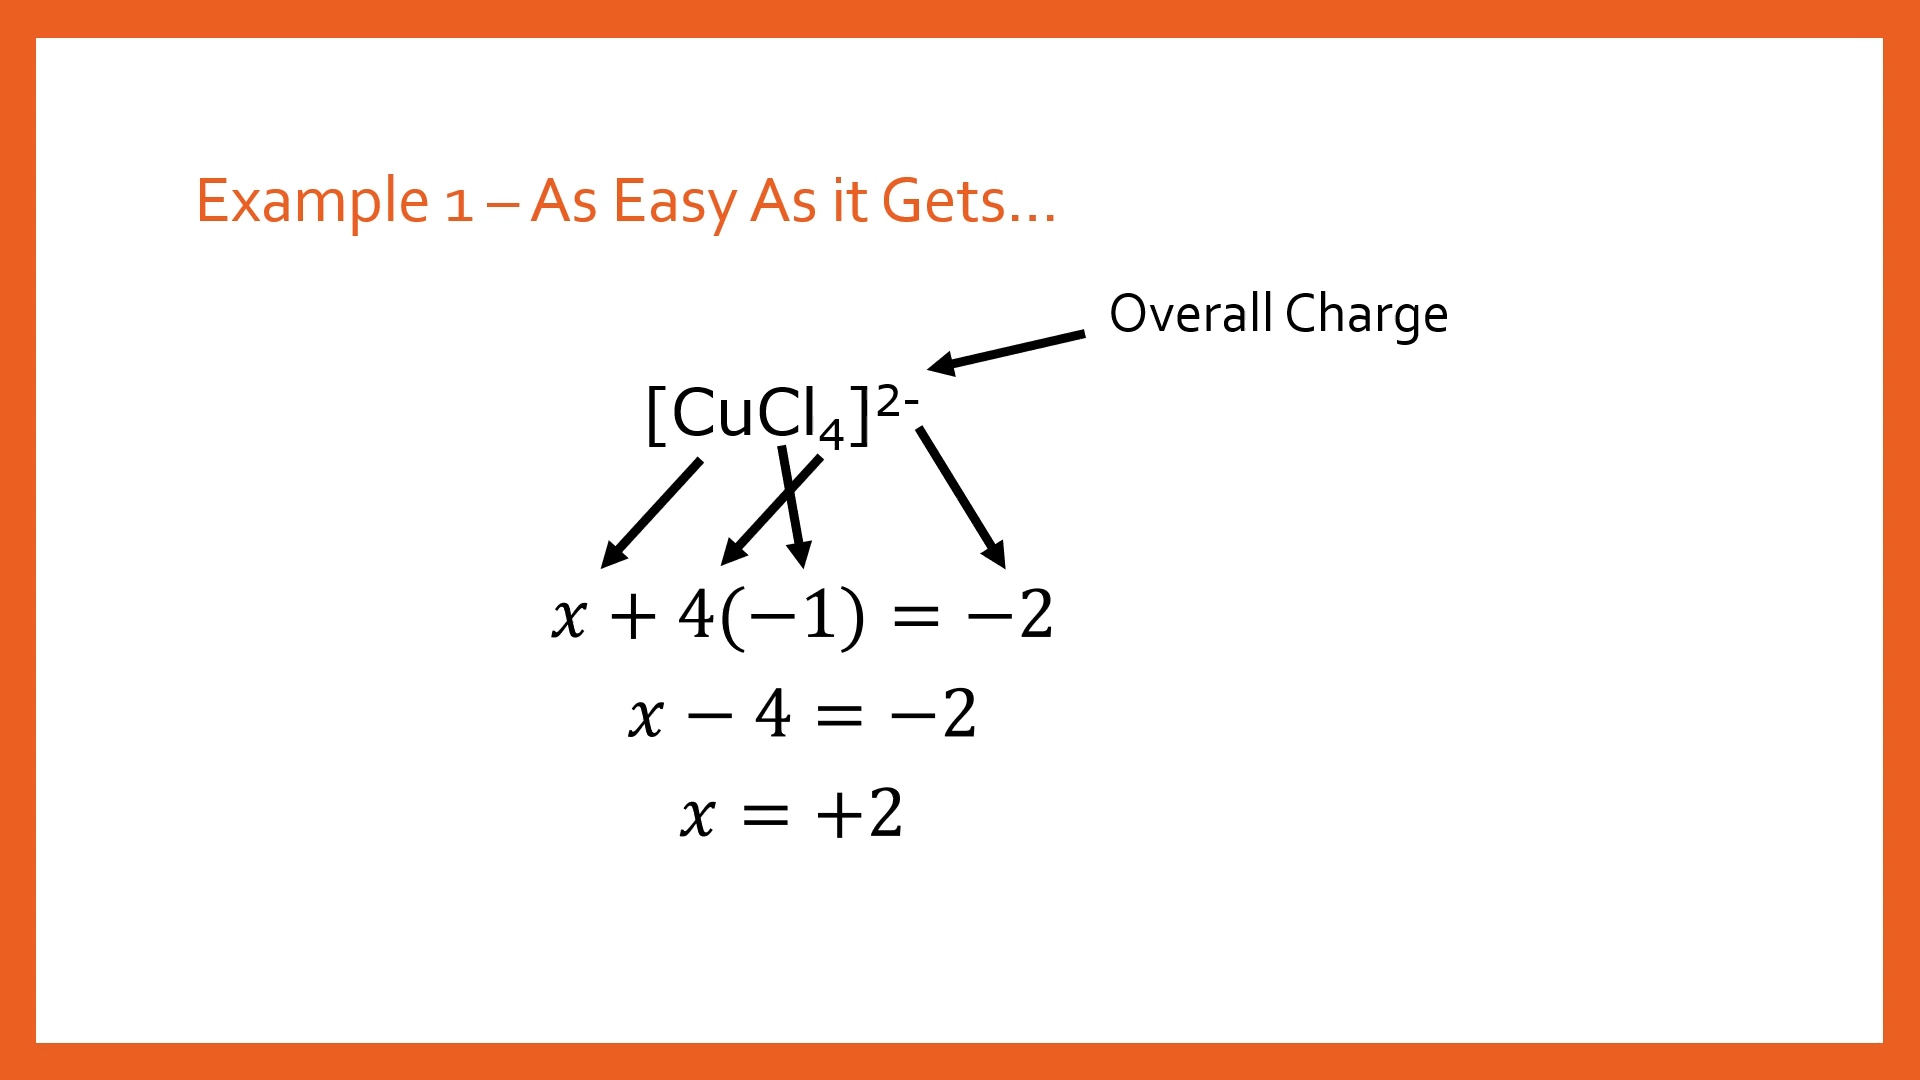 Example 1 – As Easy As it Gets…
Overall Charge
[CuCl₄]²⁻
𝑥 + 4(−1) = −2
𝑥 − 4 = −2
𝑥 = +2